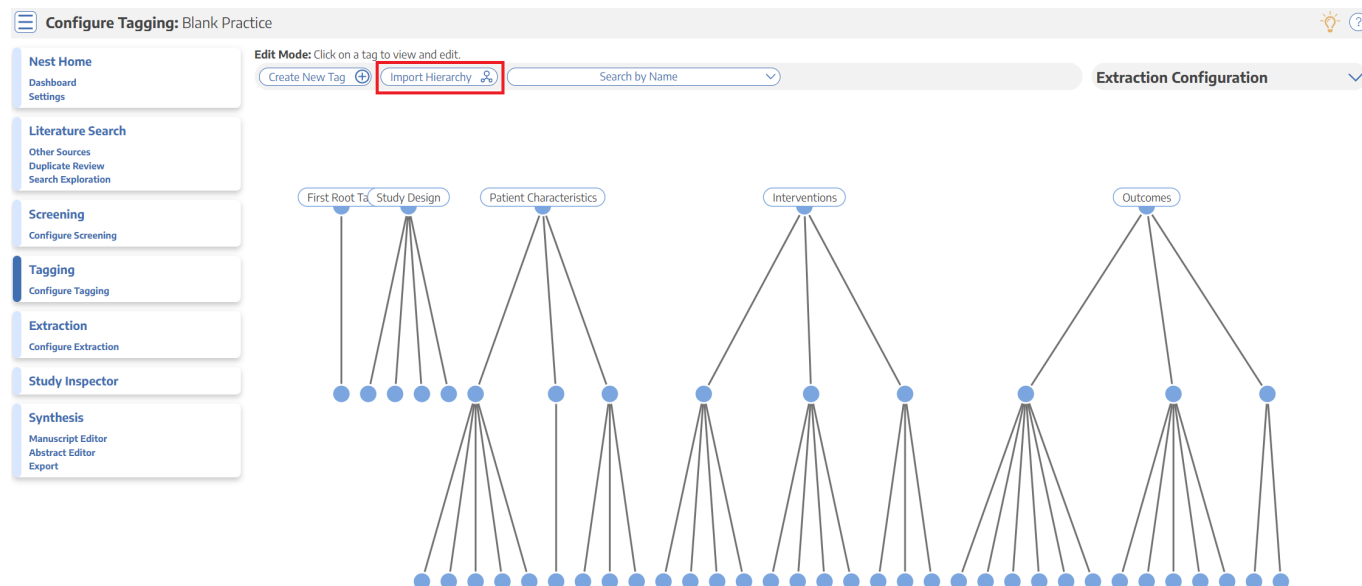 Configure Tagging: Blank Practice
?
Nest Home
Dashboard
Settings
Literature Search
Other Sources
Duplicate Review
Search Exploration
Screening
Configure Screening
Tagging
Configure Tagging
Extraction
Configure Extraction
Study Inspector
Synthesis
Manuscript Editor
Abstract Editor
Export
Edit Mode: Click on a tag to view and edit.
Create New Tag
Import Hierarchy
Search by Name
Extraction Configuration
First Root Ta
Study Design
Patient Characteristics
Interventions
Outcomes